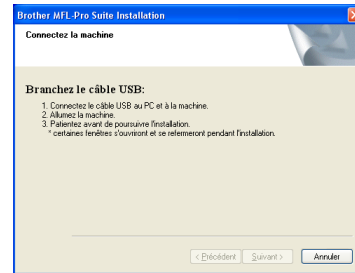 Brother MFL-Pro Suite Installation
Connectez la machine
Branchez le câble USB:
1. Connectez le câble USB au PC et à la machine.
2. Allumez la machine.
3. Patientez avant de poursuivre l'installation.
* certaines fenêtres s'ouvriront et se refermeront pendant l'installation.
< Précédent Suivant > Annuler